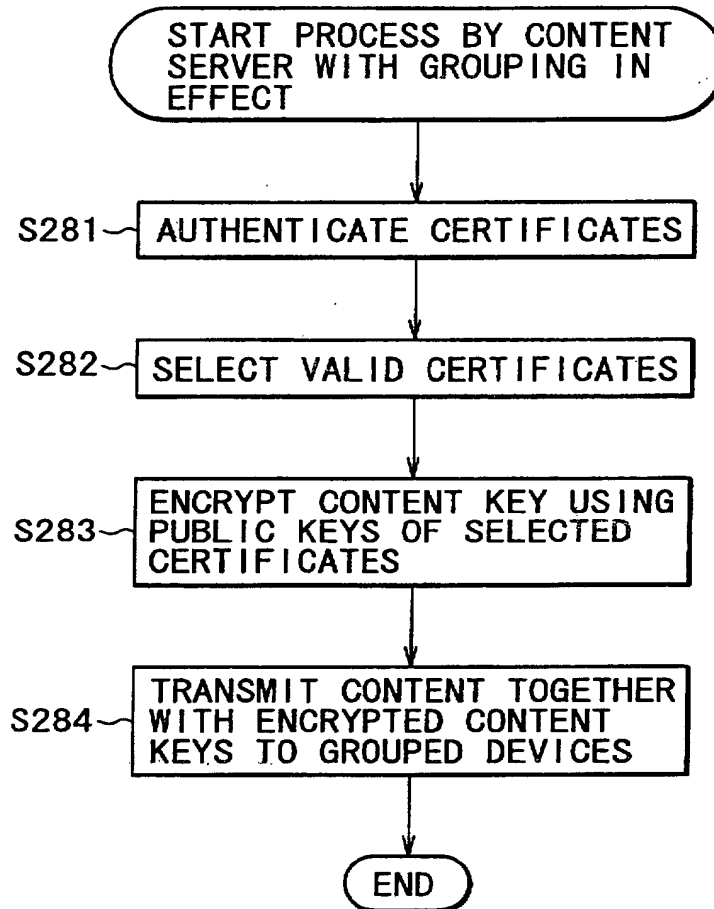 START PROCESS BY CONTENT
SERVER WITH GROUPING IN
EFFECT
S281
AUTHENTICATE CERTIFICATES
S282
SELECT VALID CERTIFICATES
S283
ENCRYPT CONTENT KEY USING
PUBLIC KEYS OF SELECTED
CERTIFICATES
S284
TRANSMIT CONTENT TOGETHER
WITH ENCRYPTED CONTENT
KEYS TO GROUPED DEVICES
END